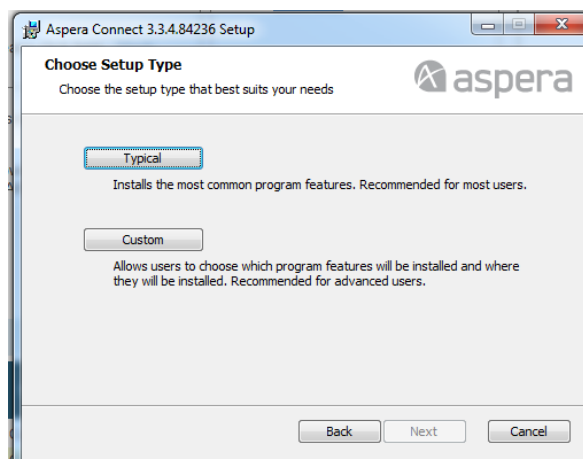 Aspera Connect 3.3.4.84236 Setup
Choose Setup Type
Choose the setup type that best suits your needs
aspera
Typical
Installs the most common program features. Recommended for most users.
Custom
Allows users to choose which program features will be installed and where
they will be installed. Recommended for advanced users.
Back
Next
Cancel